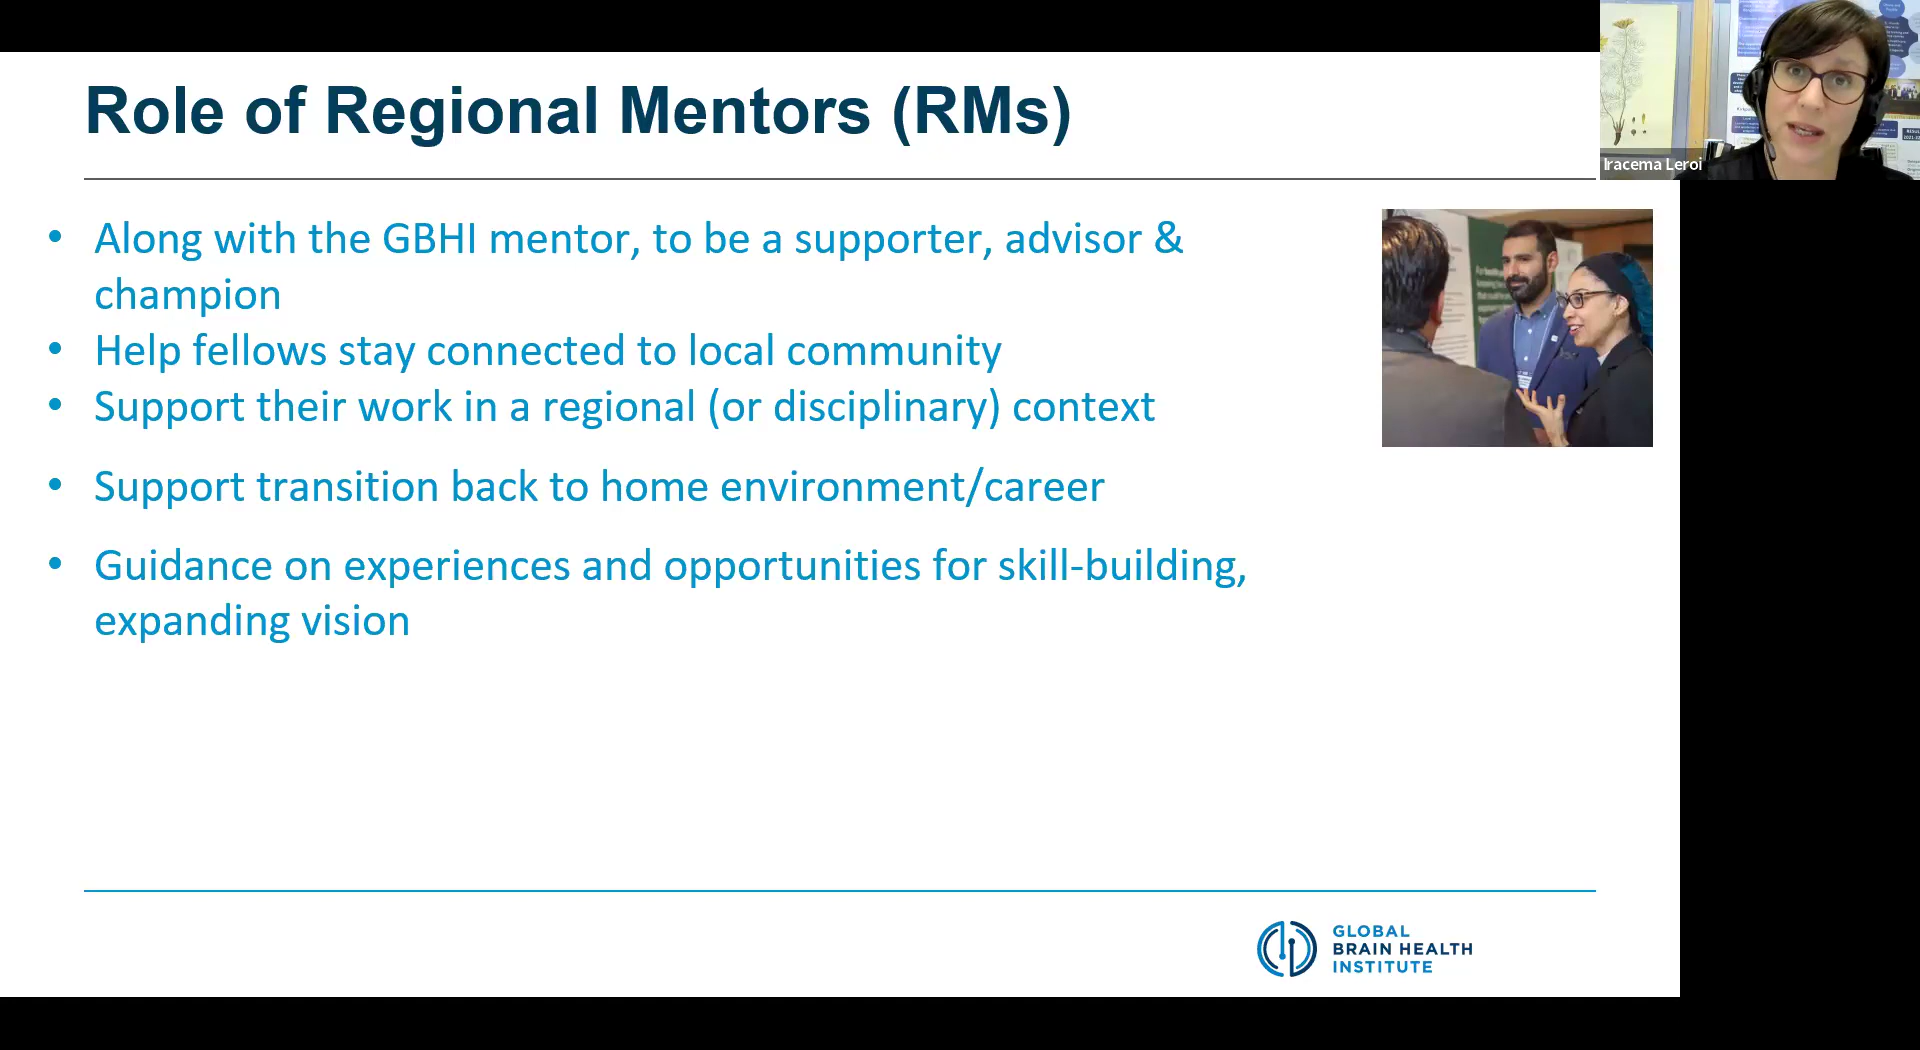 Role of Regional Mentors (RMs)
Iracema Leroi
• Along with the GBHI mentor, to be a supporter, advisor &
champion
• Help fellows stay connected to local community
• Support their work in a regional (or disciplinary) context
• Support transition back to home environment/career
• Guidance on experiences and opportunities for skill-building,
expanding vision
GLOBAL
BRAIN HEALTH
INSTITUTE